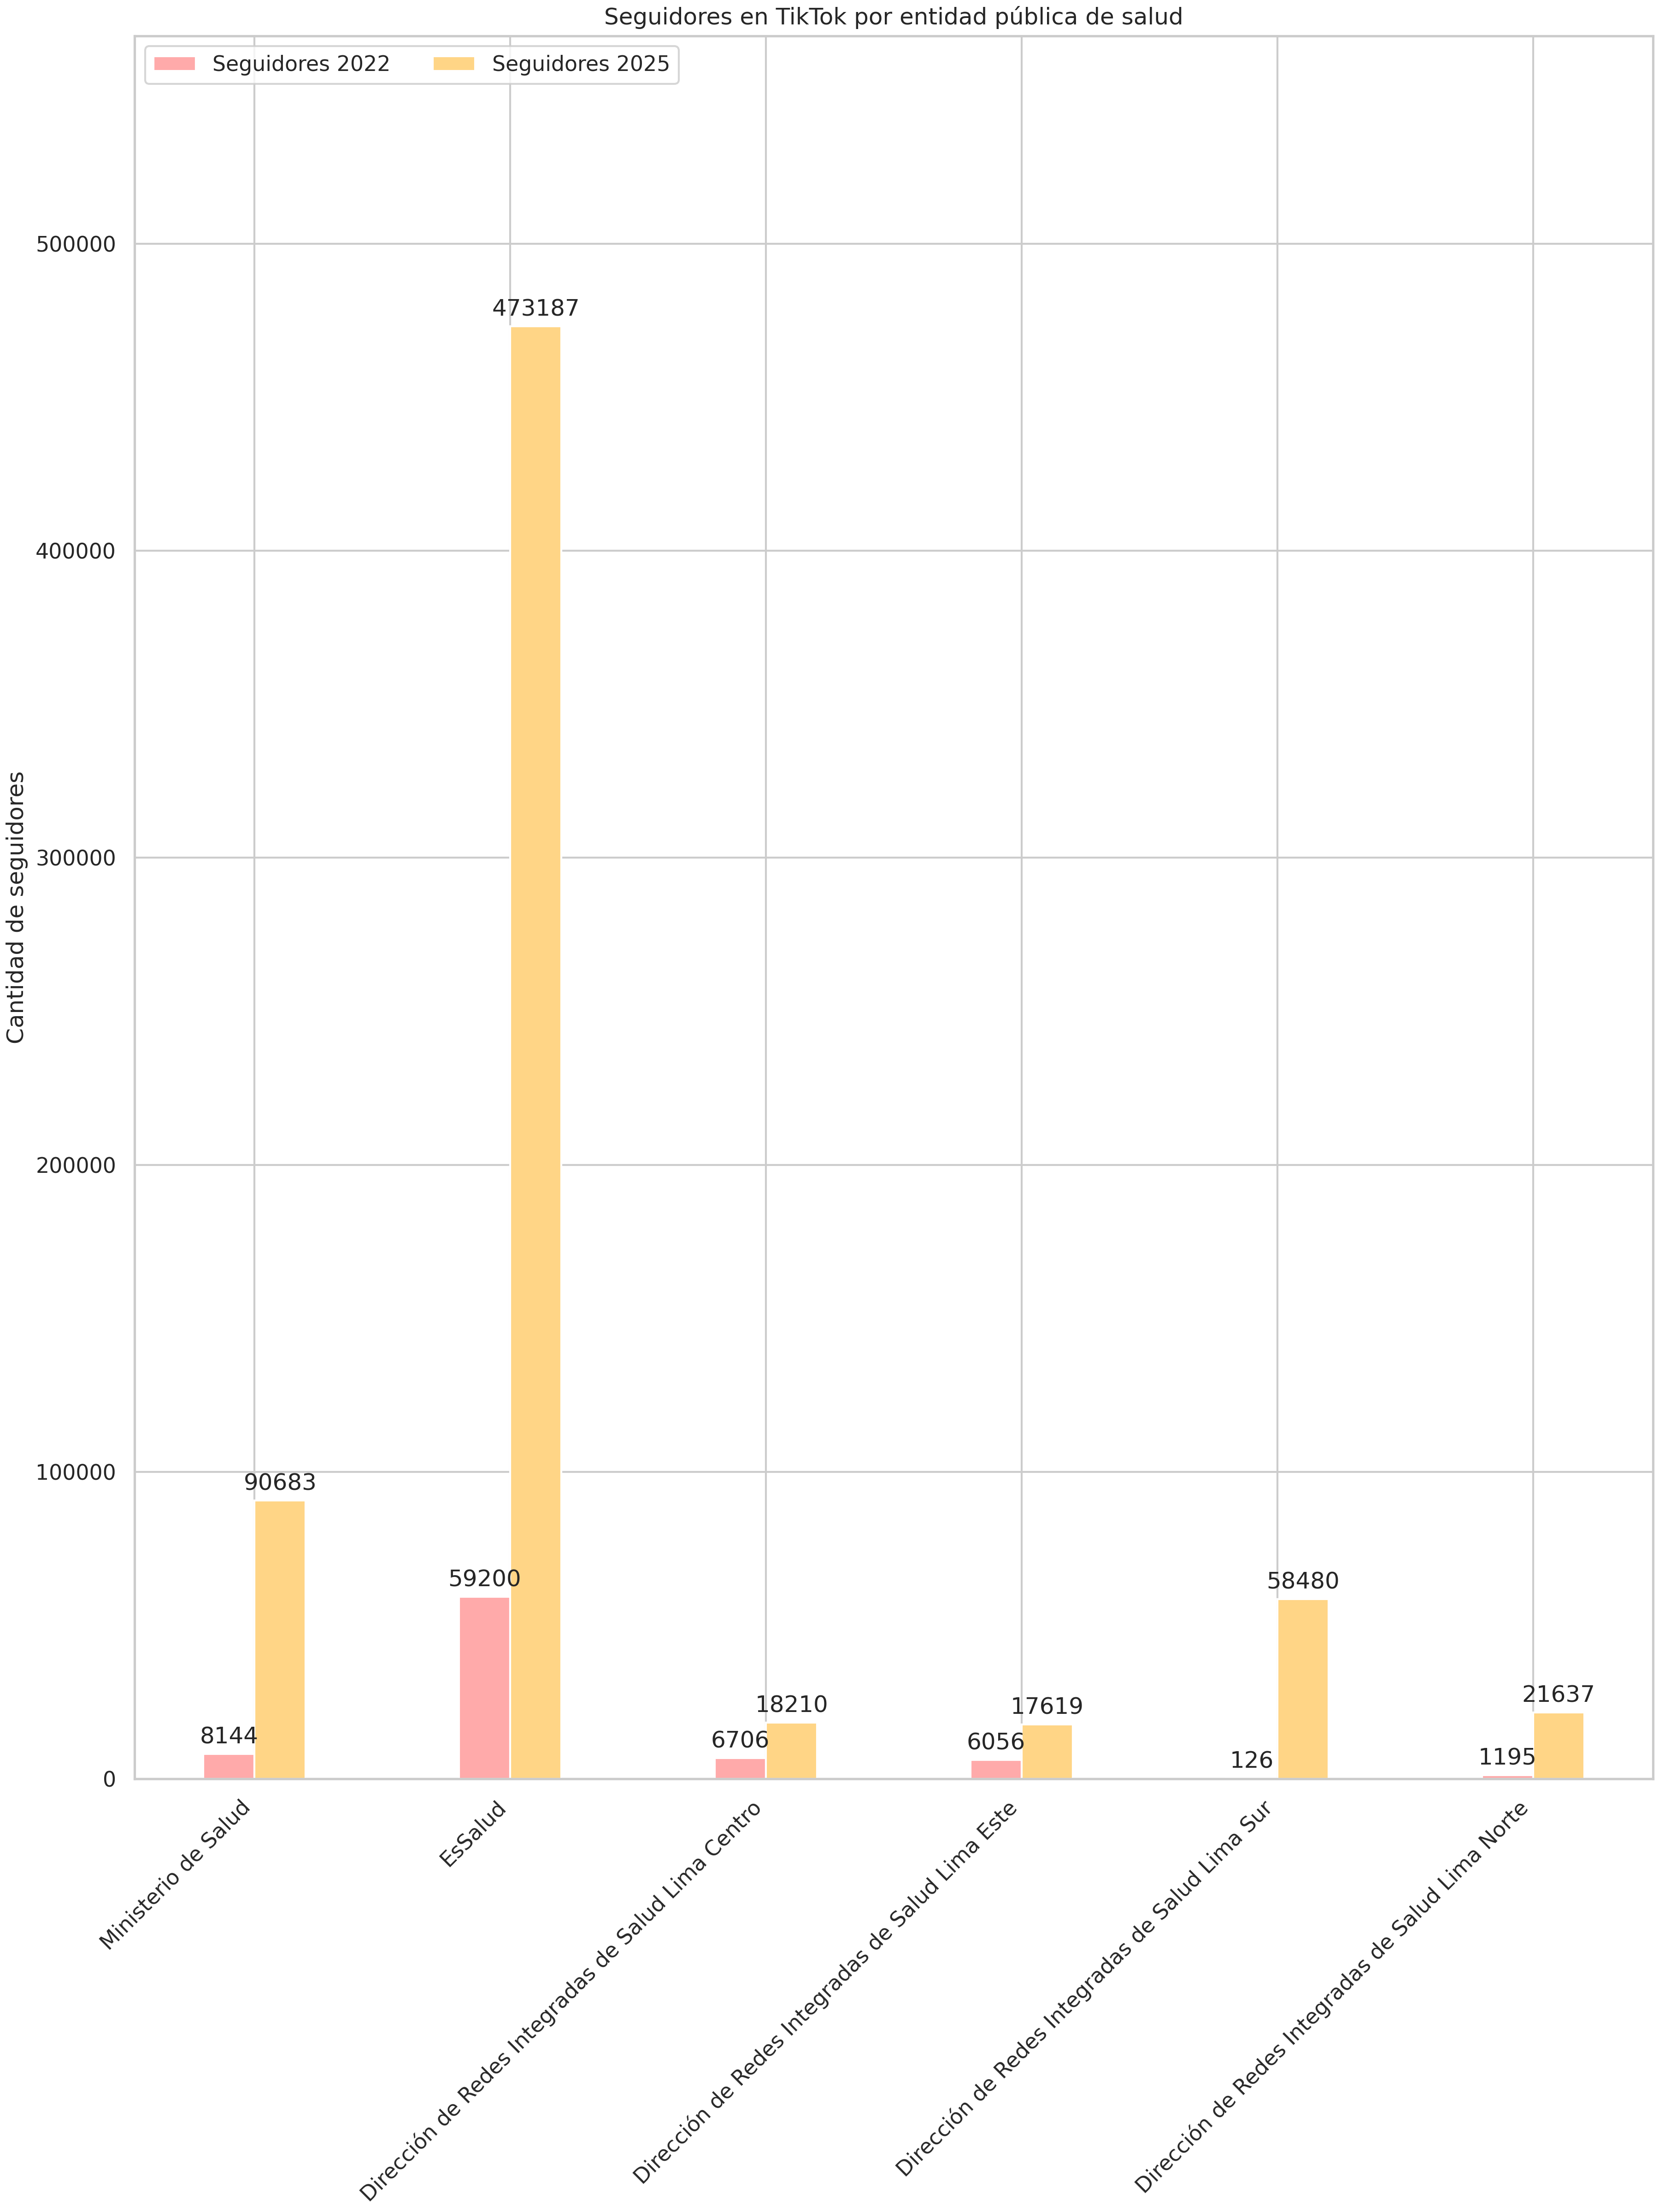 Seguidores en TikTok por entidad pública de salud
Seguidores 2022
Seguidores 2025
Cantidad de seguidores
500000
400000
300000
200000
100000
0
8144
90683
59200
473187
6706
18210
6056
17619
126
58480
1195
21637
Ministerio de Salud
EsSalud
Dirección de Redes Integradas de Salud Lima Centro
Dirección de Redes Integradas de Salud Lima Este
Dirección de Redes Integradas de Salud Lima Sur
Dirección de Redes Integradas de Salud Lima Norte